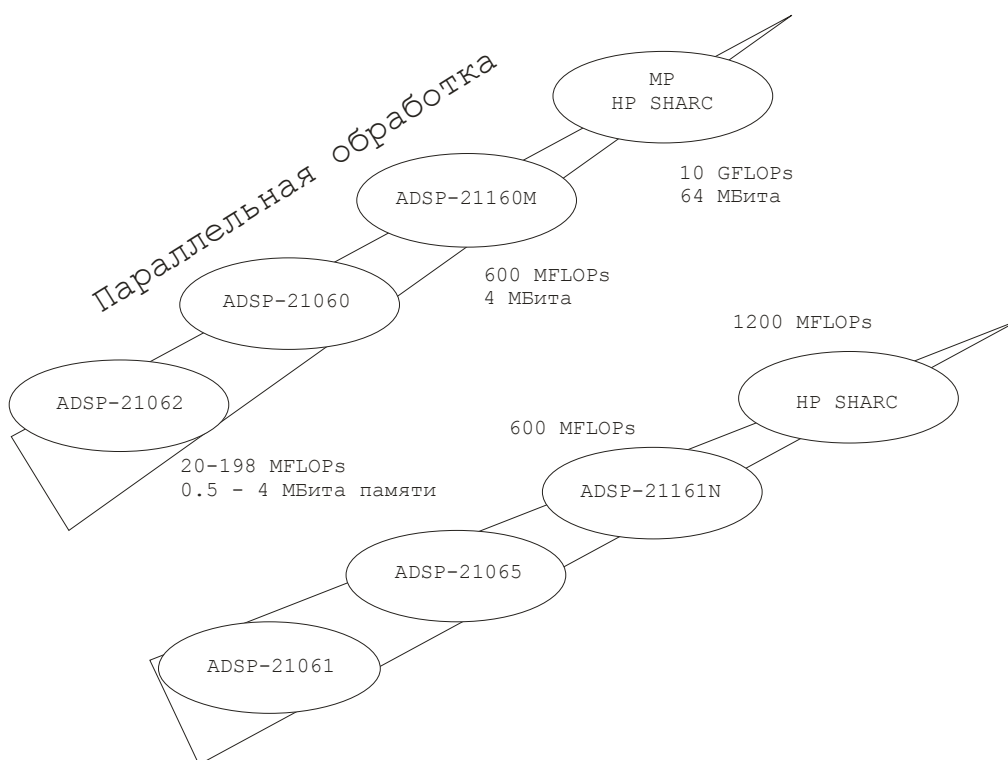 Параллельная обработка
MP
HP SHARC
10 GFLOPs
64 МБита
ADSP-21160M
600 MFLOPs
4 МБита
ADSP-21060
ADSP-21062
20-198 MFLOPs
0.5 - 4 МБита памяти
1200 MFLOPs
HP SHARC
600 MFLOPs
ADSP-21161N
ADSP-21065
ADSP-21061